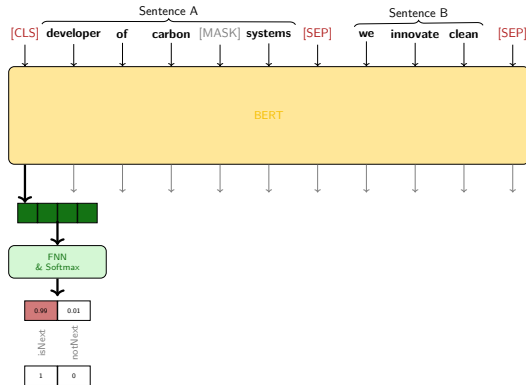 Sentence A
Sentence B
[CLS] developer of carbon [MASK] systems [SEP] we innovate clean [SEP]
BERT
FNN
& Softmax
0.99 0.01
isNext notNext
1 0